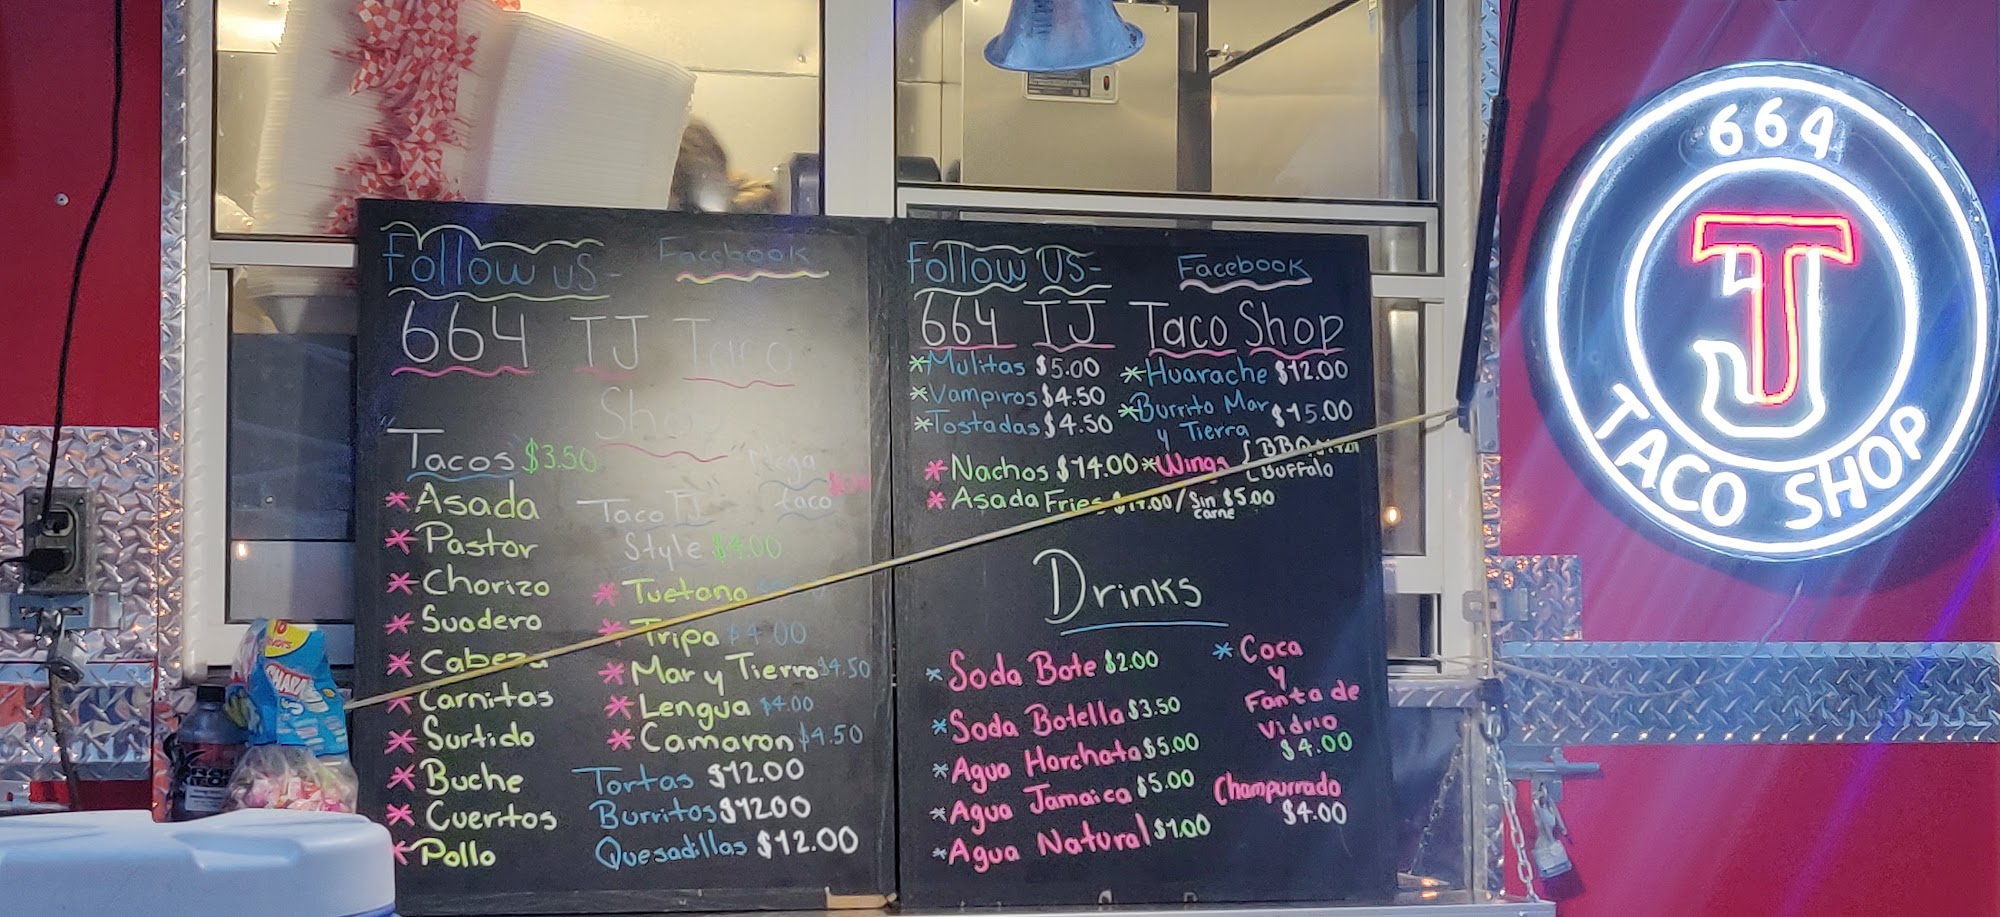 Follow us- Facebook
664 TJ Taco
Shop
Tacos $3.50
* Asada
* Pastor
* Chorizo
* Suadero
* Cabeza
* Carnitas
* Surtido
* Buche
* Cueritos
* Pollo
Mega
taco
Taco TJ
Style $4.00
* Tuetano
* Tripa $4.00
* Mar y Tierra $4.50
* Lengua $4.00
* Camaron $4.50
Tortas $12.00
Burritos $12.00
Quesadillas $12.00
Follow US- Facebook
664 TJ Taco Shop
*Mulitas $5.00 *Huarache $12.00
*Vampiros $4.50 *Burrito Mar $15.00
*Tostadas $4.50 y Tierra
*Nachos $14.00 *Wings { BBQ
Buffalo
*Asada Fries / Sin $5.00
carne
Drinks
* Soda Bote $2.00
* Soda Botella $3.50
* Agua Horchata $5.00
* Agua Jamaica $5.00
* Agua Natural $1.00
* Coca
y
Fanta de
Vidrio
$4.00
Champurrado
$4.00
664
TJ
TACO SHOP